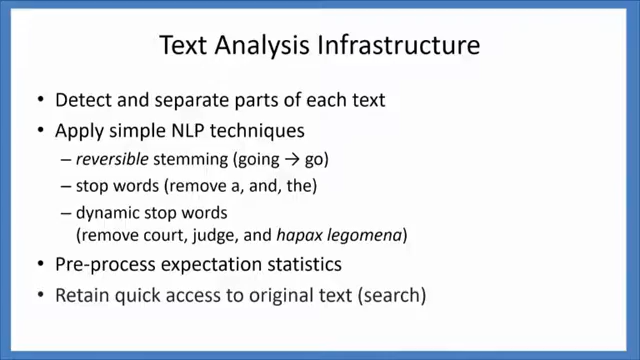 Text Analysis Infrastructure
• Detect and separate parts of each text
• Apply simple NLP techniques
– reversible stemming (going → go)
– stop words (remove a, and, the)
– dynamic stop words
(remove court, judge, and hapax legomena)
• Pre-process expectation statistics
• Retain quick access to original text (search)